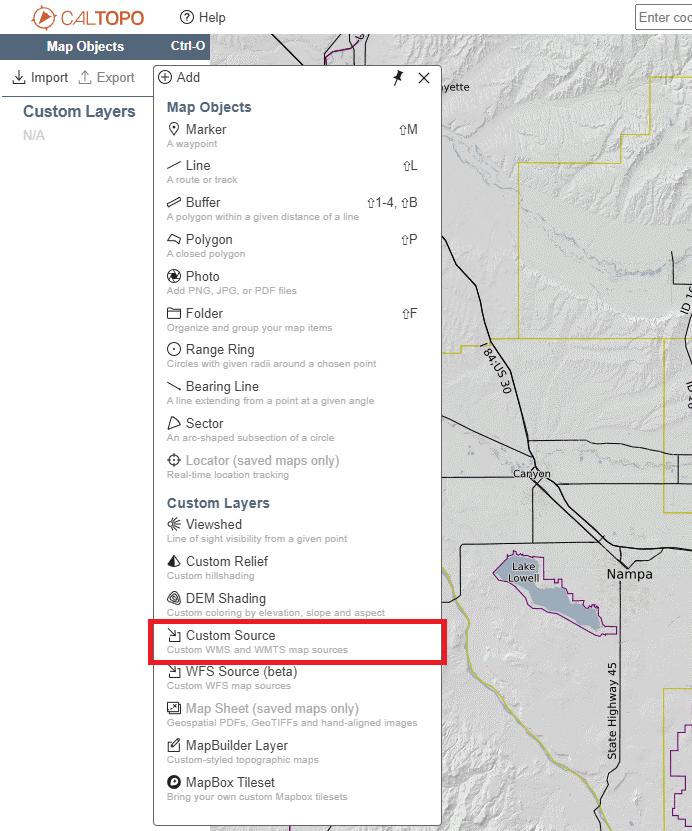 CALTOPO
Help
Enter coo
Map Objects Ctrl-O
Import Export
Custom Layers
N/A
Add
Map Objects
Marker ⇧M
A waypoint
Line ⇧L
A route or track
Buffer ⇧1-4, ⇧B
A polygon within a given distance of a line
Polygon ⇧P
A closed polygon
Photo
Add PNG, JPG, or PDF files
Folder ⇧F
Organize and group your map items
Range Ring
Circles with given radii around a chosen point
Bearing Line
A line extending from a point at a given angle
Sector
An arc-shaped subsection of a circle
Locator (saved maps only)
Real-time location tracking
Custom Layers
Viewshed
Line of sight visibility from a given point
Custom Relief
Custom hillshading
DEM Shading
Custom coloring by elevation, slope and aspect
Custom Source
Custom WMS and WMTS map sources
WFS Source (beta)
Custom WFS map sources
Map Sheet (saved maps only)
Geospatial PDFs, GeoTIFFs and hand-aligned images
MapBuilder Layer
Custom-styled topographic maps
MapBox Tileset
Bring your own custom Mapbox tilesets
yette
I 84;US 30
Canyon
Lake
Lowell
Nampa
State Highway 45